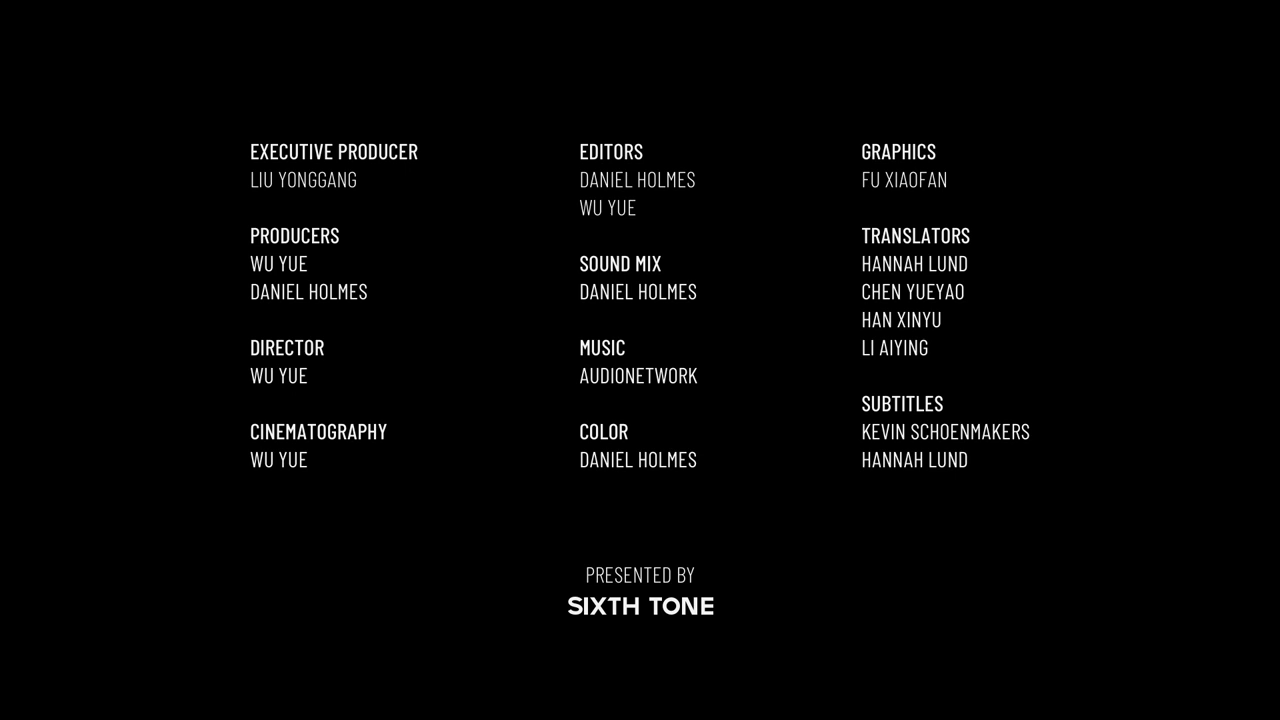 EXECUTIVE PRODUCER
LIU YONGGANG
PRODUCERS
WU YUE
DANIEL HOLMES
DIRECTOR
WU YUE
CINEMATOGRAPHY
WU YUE
EDITORS
DANIEL HOLMES
WU YUE
SOUND MIX
DANIEL HOLMES
MUSIC
AUDIONETWORK
COLOR
DANIEL HOLMES
GRAPHICS
FU XIAOFAN
TRANSLATORS
HANNAH LUND
CHEN YUEYAO
HAN XINYU
LI AIYING
SUBTITLES
KEVIN SCHOENMAKERS
HANNAH LUND
PRESENTED BY
SIXTH TONE